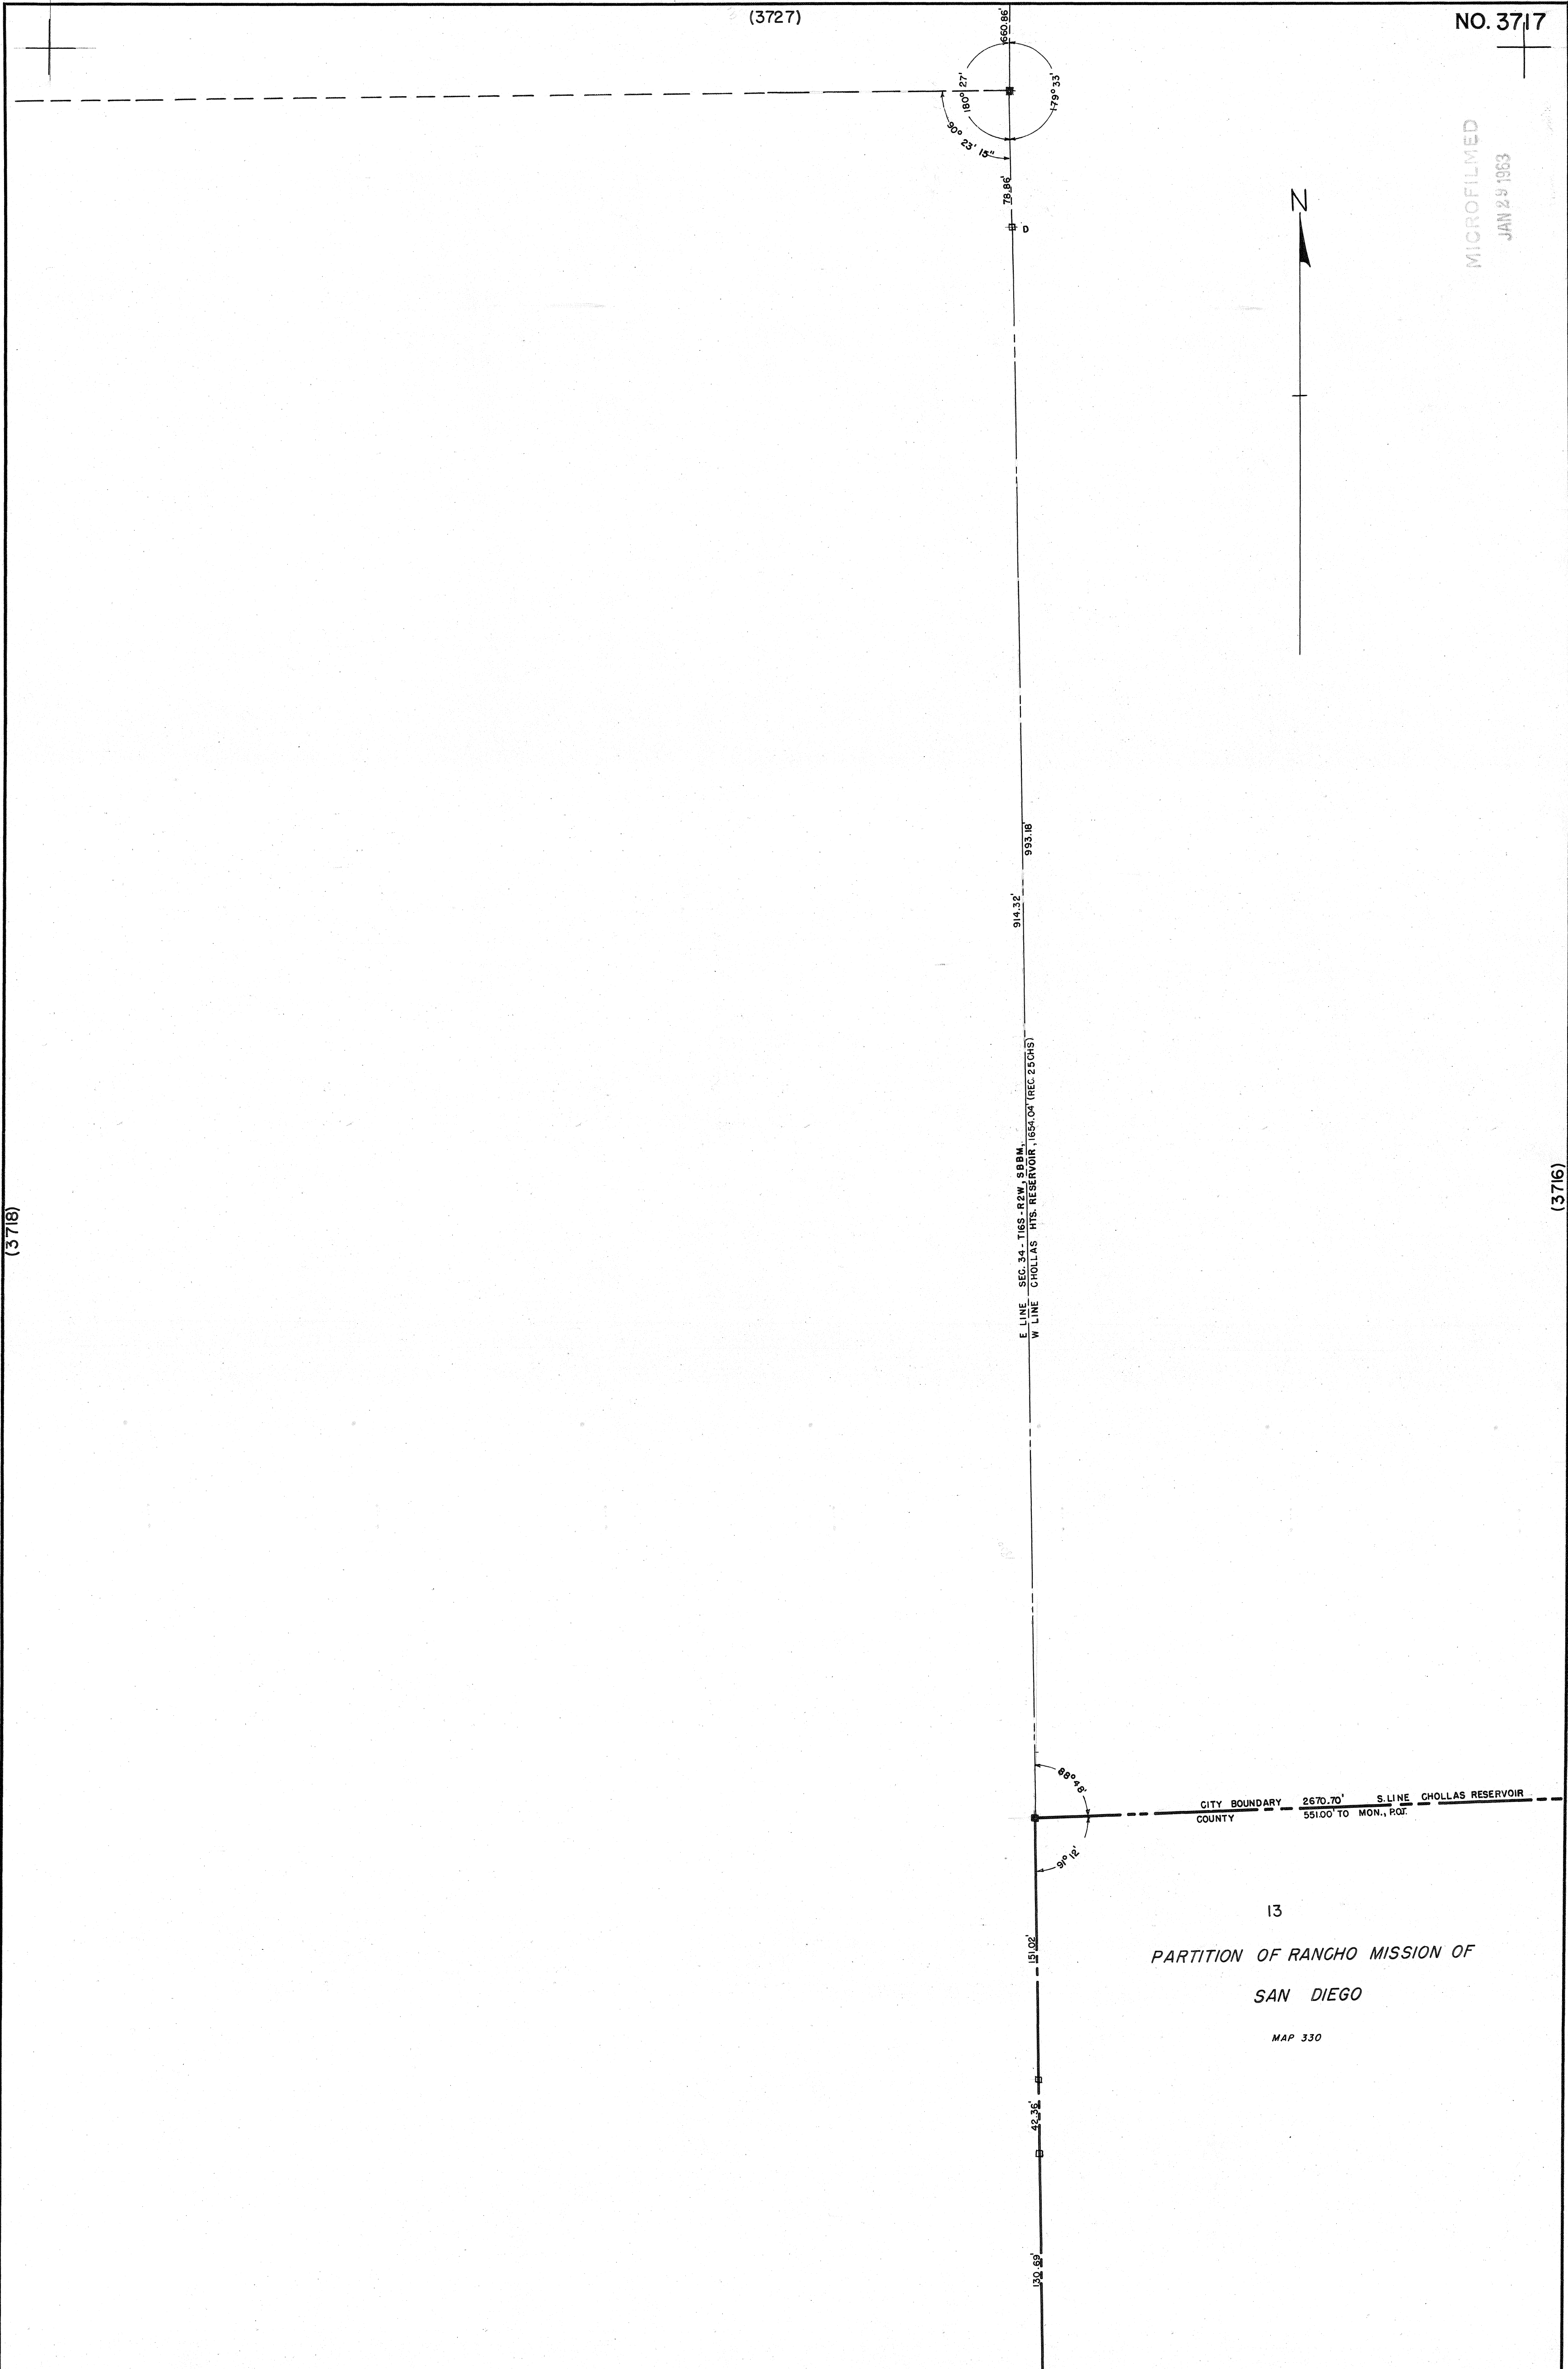 (3727)
NO. 3717
660.86'
180° 27'
179° 33'
90° 23' 15"
78.86'
D
N
MICROFILMED
JAN 29 1963
993.18'
914.32'
E LINE SEC. 34 - T16S - R2W, SBBM,
W LINE CHOLLAS HTS. RESERVOIR, 1654.04' (REC. 25 CHS)
(3718)
(3716)
88° 48'
CITY BOUNDARY 2670.70' S. LINE CHOLLAS RESERVOIR
COUNTY 551.00' TO MON., P.O.T.
91° 12'
13
151.02'
PARTITION OF RANCHO MISSION OF
SAN DIEGO
MAP 330
42.36'
130.69'